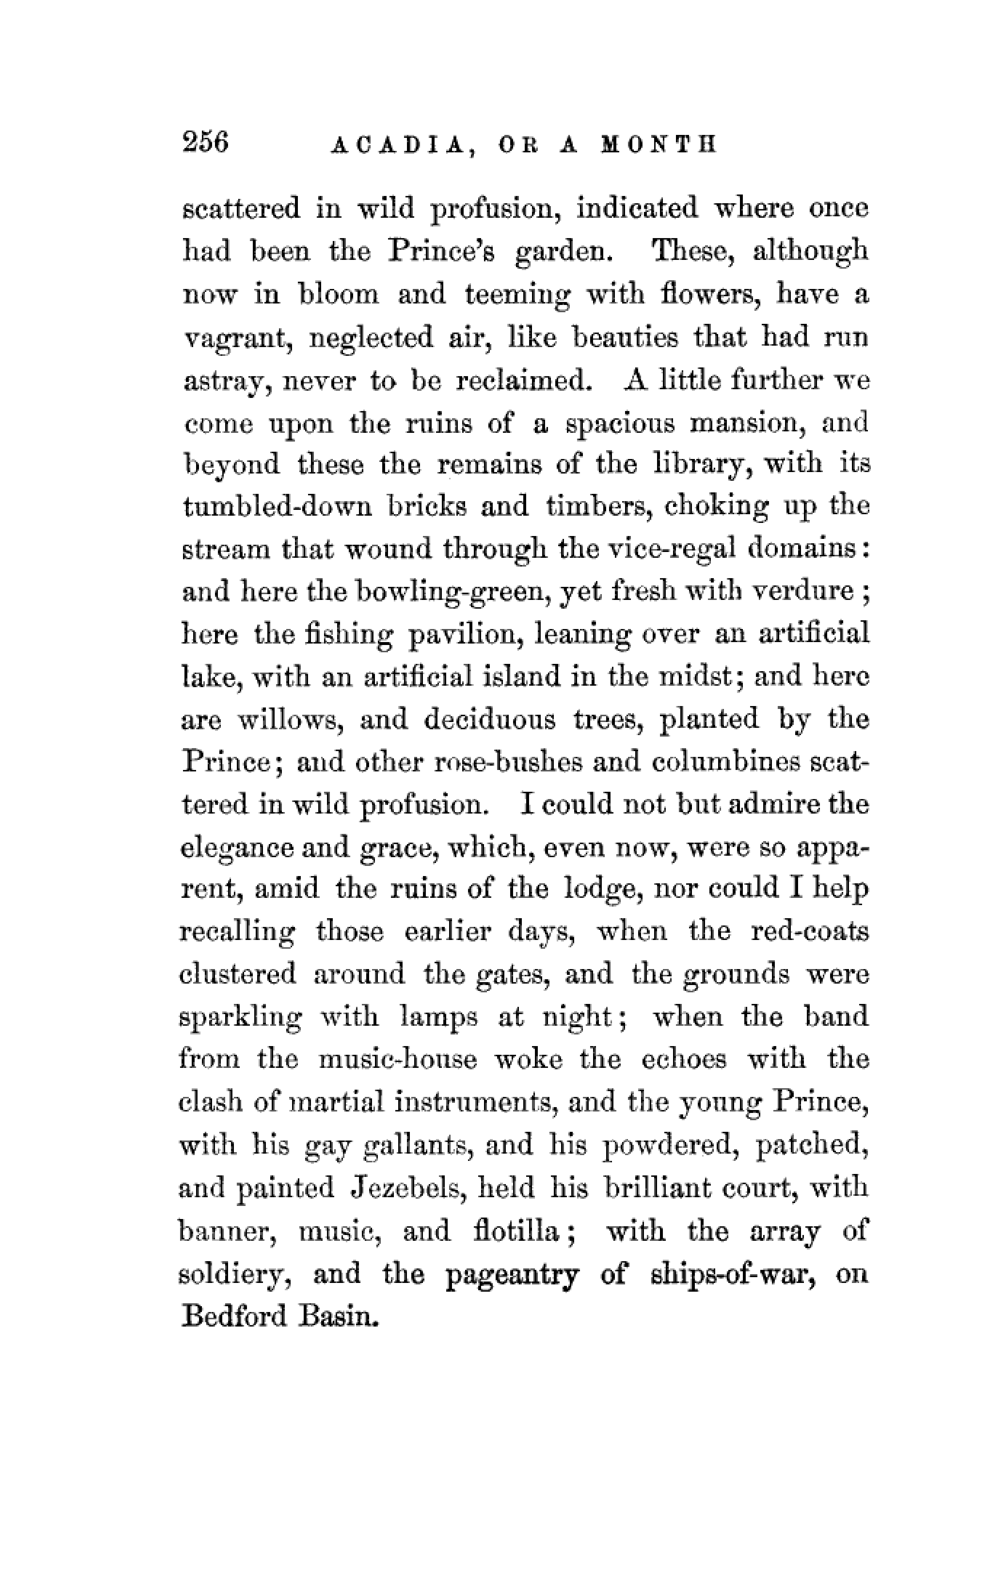 256 ACADIA, OR A MONTH
scattered in wild profusion, indicated where once
had been the Prince's garden. These, although
now in bloom and teeming with flowers, have a
vagrant, neglected air, like beauties that had run
astray, never to be reclaimed. A little further we
come upon the ruins of a spacious mansion, and
beyond these the remains of the library, with its
tumbled-down bricks and timbers, choking up the
stream that wound through the vice-regal domains:
and here the bowling-green, yet fresh with verdure;
here the fishing pavilion, leaning over an artificial
lake, with an artificial island in the midst; and here
are willows, and deciduous trees, planted by the
Prince; and other rose-bushes and columbines scat-
tered in wild profusion. I could not but admire the
elegance and grace, which, even now, were so appa-
rent, amid the ruins of the lodge, nor could I help
recalling those earlier days, when the red-coats
clustered around the gates, and the grounds were
sparkling with lamps at night; when the band
from the music-house woke the echoes with the
clash of martial instruments, and the young Prince,
with his gay gallants, and his powdered, patched,
and painted Jezebels, held his brilliant court, with
banner, music, and flotilla; with the array of
soldiery, and the pageantry of ships-of-war, on
Bedford Basin.